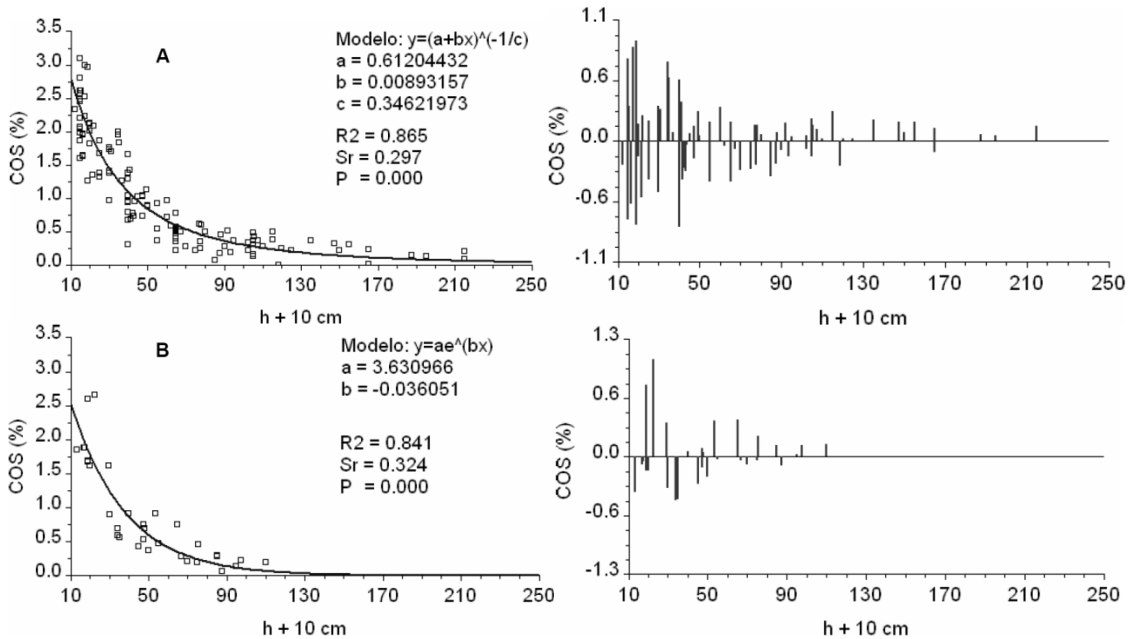 A
Modelo: y=(a+bx)^(-1/c)
a = 0.61204432
b = 0.00893157
c = 0.34621973
R2 = 0.865
Sr = 0.297
P = 0.000
COS (%)
3.5
3.0
2.5
2.0
1.5
1.0
0.5
0.0
10 50 90 130 170 210 250
h + 10 cm
COS (%)
1.1
0.6
0.0
-0.6
-1.1
10 50 90 130 170 210 250
h + 10 cm
B
Modelo: y=ae^(bx)
a = 3.630966
b = -0.036051
R2 = 0.841
Sr = 0.324
P = 0.000
COS (%)
3.5
3.0
2.5
2.0
1.5
1.0
0.5
0.0
10 50 90 130 170 210 250
h + 10 cm
COS (%)
1.3
0.6
0.0
-0.6
-1.3
10 50 90 130 170 210 250
h + 10 cm